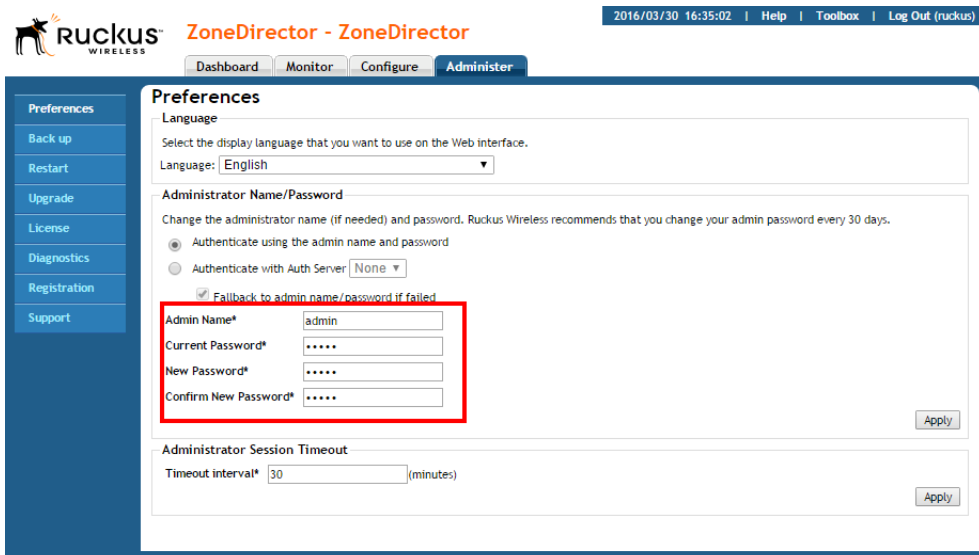 2016/03/30 16:35:02 | Help | Toolbox | Log Out (ruckus)
RUCKUS™
WIRELESS
ZoneDirector - ZoneDirector
Dashboard Monitor Configure Administer
Preferences
Back up
Restart
Upgrade
License
Diagnostics
Registration
Support
Preferences
Language
Select the display language that you want to use on the Web interface.
Language: English
Administrator Name/Password
Change the administrator name (if needed) and password. Ruckus Wireless recommends that you change your admin password every 30 days.
Authenticate using the admin name and password
Authenticate with Auth Server None
Fallback to admin name/password if failed
Admin Name* admin
Current Password* •••••
New Password* •••••
Confirm New Password* •••••
Apply
Administrator Session Timeout
Timeout interval* 30 (minutes)
Apply